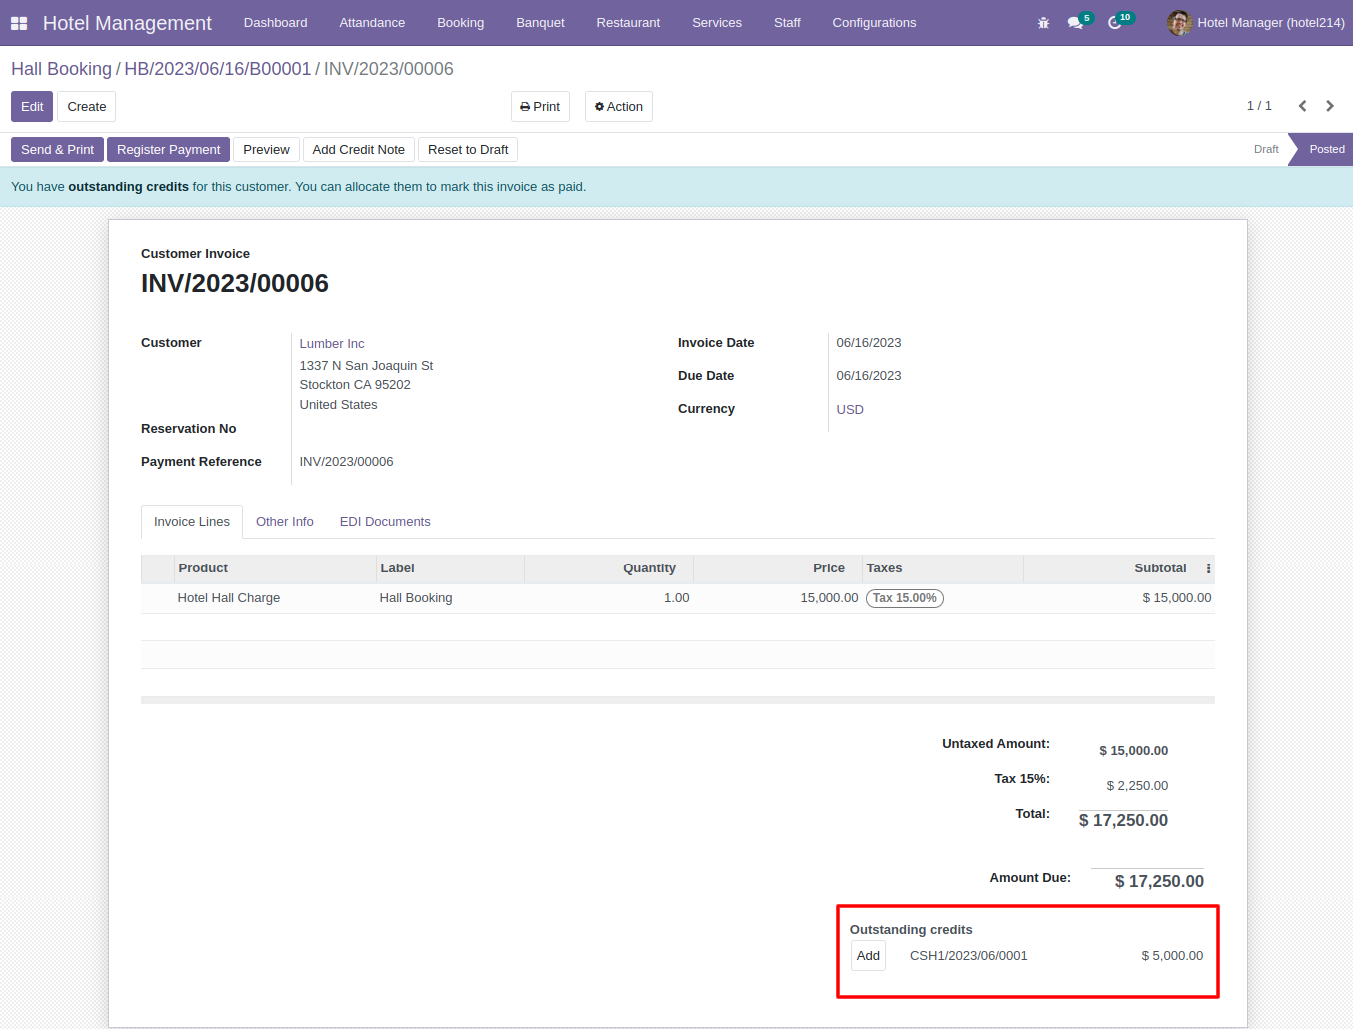 Hotel Management Dashboard Attendance Booking Banquet Restaurant Services Staff Configurations 5 10 Hotel Manager (hotel214)
Hall Booking / HB/2023/06/16/B00001 / INV/2023/00006
Edit Create Print Action 1 / 1
Send & Print Register Payment Preview Add Credit Note Reset to Draft Draft Posted
You have outstanding credits for this customer. You can allocate them to mark this invoice as paid.
Customer Invoice
INV/2023/00006
Customer Lumber Inc
1337 N San Joaquin St
Stockton CA 95202
United States
Reservation No
Payment Reference INV/2023/00006
Invoice Date 06/16/2023
Due Date 06/16/2023
Currency USD
Invoice Lines Other Info EDI Documents
Product Label Quantity Price Taxes Subtotal
Hotel Hall Charge Hall Booking 1.00 15,000.00 Tax 15.00% $ 15,000.00
Untaxed Amount: $ 15,000.00
Tax 15%: $ 2,250.00
Total: $ 17,250.00
Amount Due: $ 17,250.00
Outstanding credits
Add CSH1/2023/06/0001 $ 5,000.00